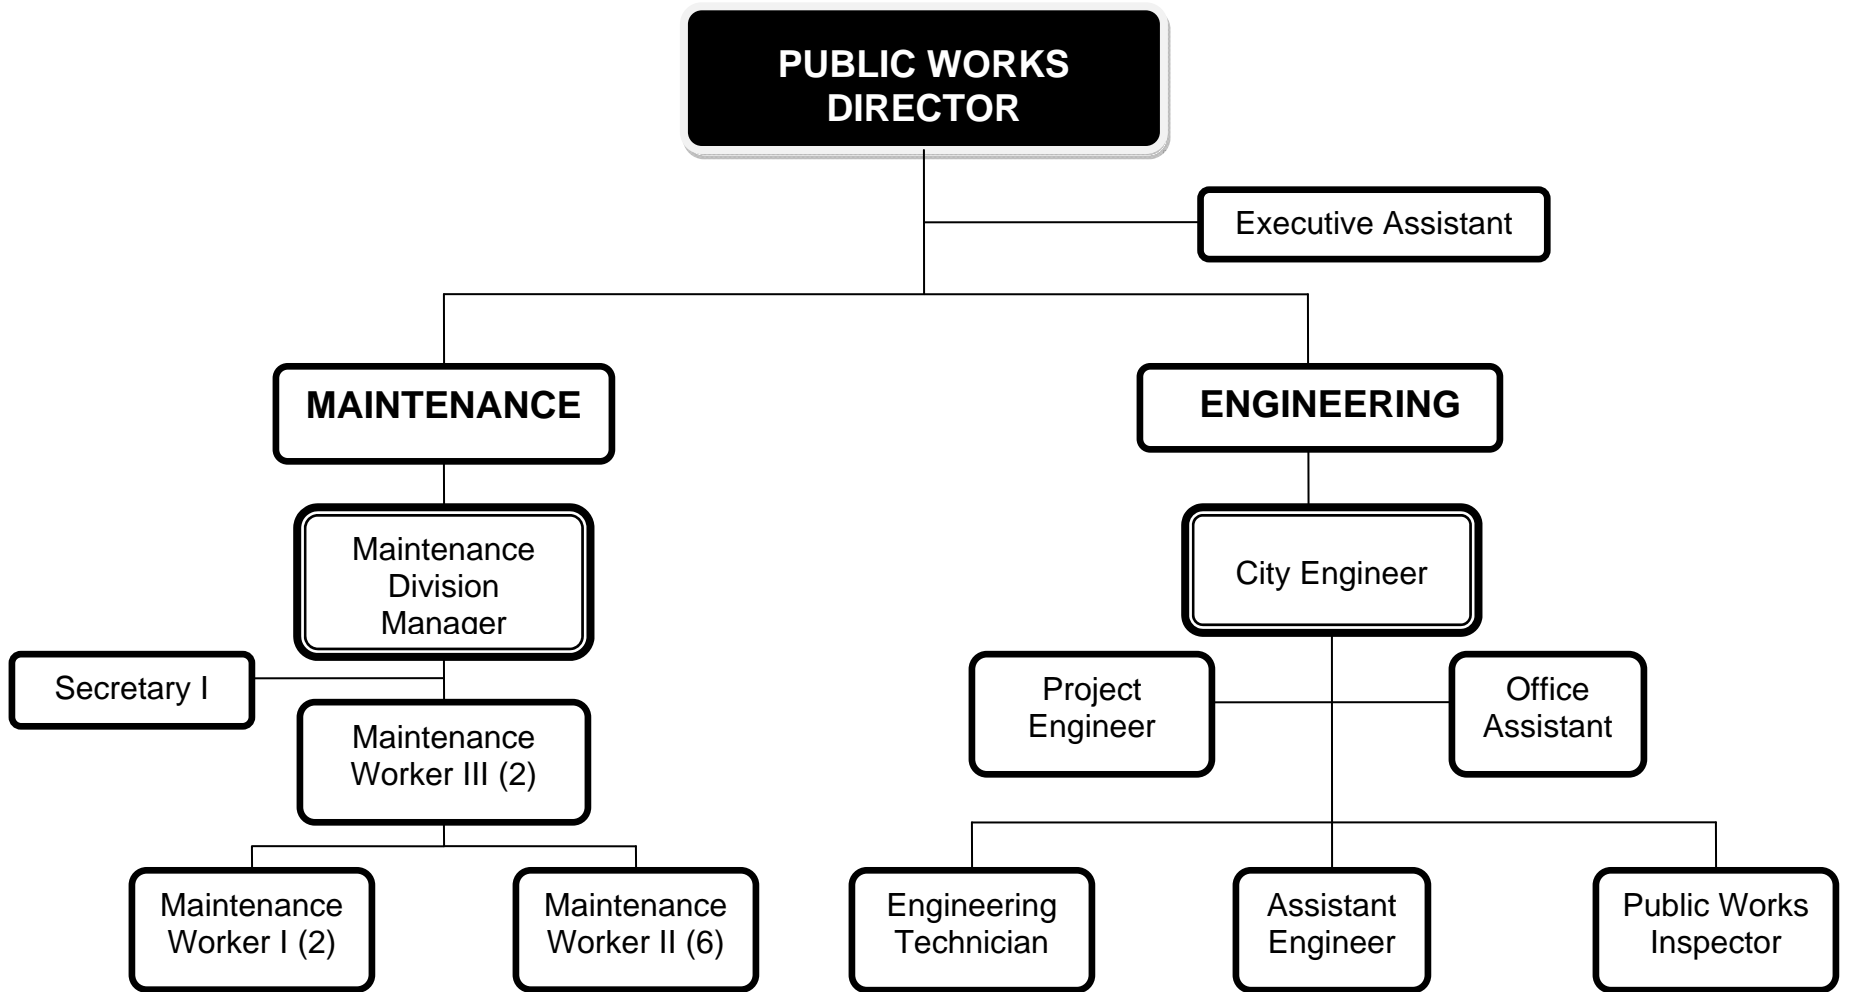 PUBLIC WORKS
DIRECTOR
Executive Assistant
MAINTENANCE
ENGINEERING
Maintenance
Division
Manager
City Engineer
Secretary I
Project
Engineer
Office
Assistant
Maintenance
Worker III (2)
Maintenance
Worker I (2)
Maintenance
Worker II (6)
Engineering
Technician
Assistant
Engineer
Public Works
Inspector